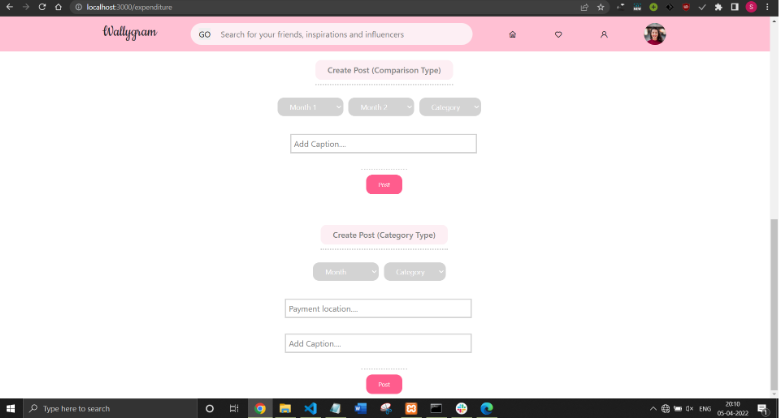 localhost:3000/expenditure
Wallygram
GO Search for your friends, inspirations and influencers
Create Post (Comparison Type)
Month 1 Month 2 Category
Add Caption....
Post
Create Post (Category Type)
Month Category
Payment location....
Add Caption....
Post
Type here to search
ENG
20:10
05-04-2022